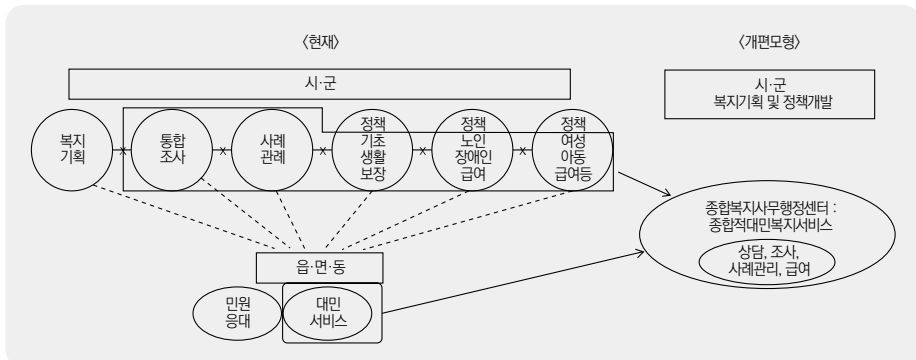 〈현재〉
〈개편모형〉
시·군
시·군
복지기획 및 정책개발
복지
기획
x
통합
조사
x
사례
관례
x
정책
기초
생활
보장
x
정책
노인
장애인
급여
x
정책
여성
아동
급여등
종합복지사무행정센터 :
종합적대민복지서비스
상담, 조사,
사례관리, 급여
읍·면·동
민원
응대
대민
서비스